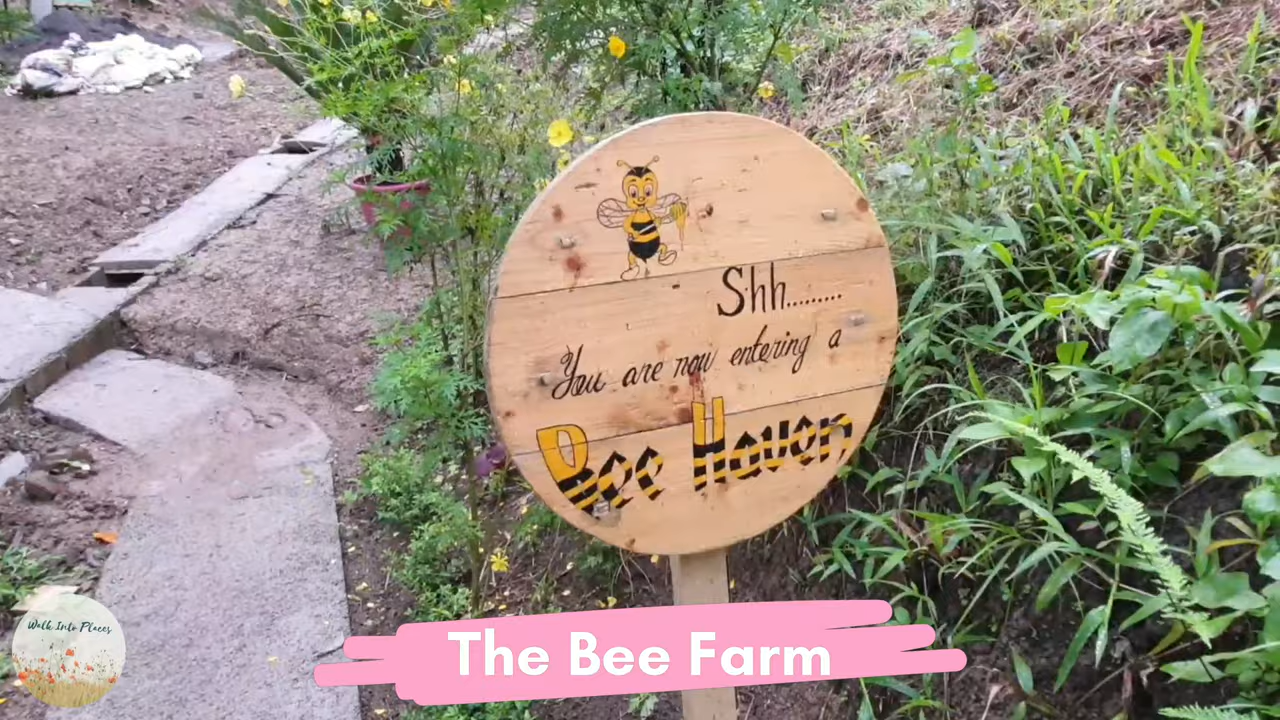 Shh.........
You are now entering a
Bee Haven
The Bee Farm
Walk Into Places